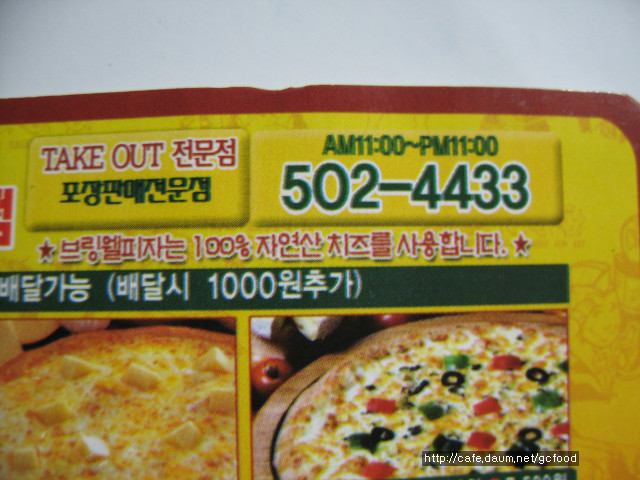 TAKE OUT 전문점
포장판매전문점
AM11:00~PM11:00
502-4433
★ 브링웰피자는 100% 자연산 치즈를 사용합니다. ★
배달가능 (배달시 1000원추가)
http://cafe.daum.net/gcfood